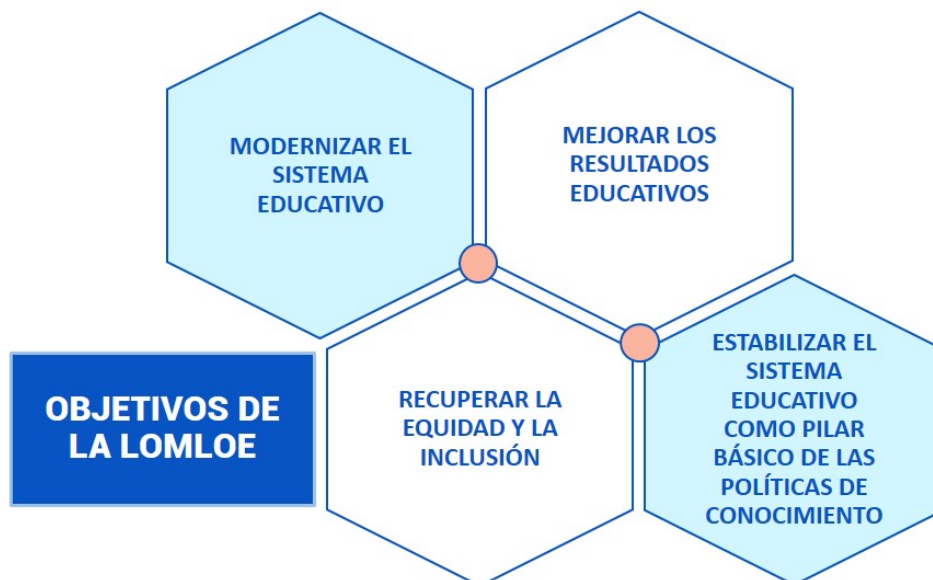 MODERNIZAR EL
SISTEMA
EDUCATIVO
MEJORAR LOS
RESULTADOS
EDUCATIVOS
OBJETIVOS DE
LA LOMLOE
RECUPERAR LA
EQUIDAD Y LA
INCLUSIÓN
ESTABILIZAR EL
SISTEMA
EDUCATIVO
COMO PILAR
BÁSICO DE LAS
POLÍTICAS DE
CONOCIMIENTO